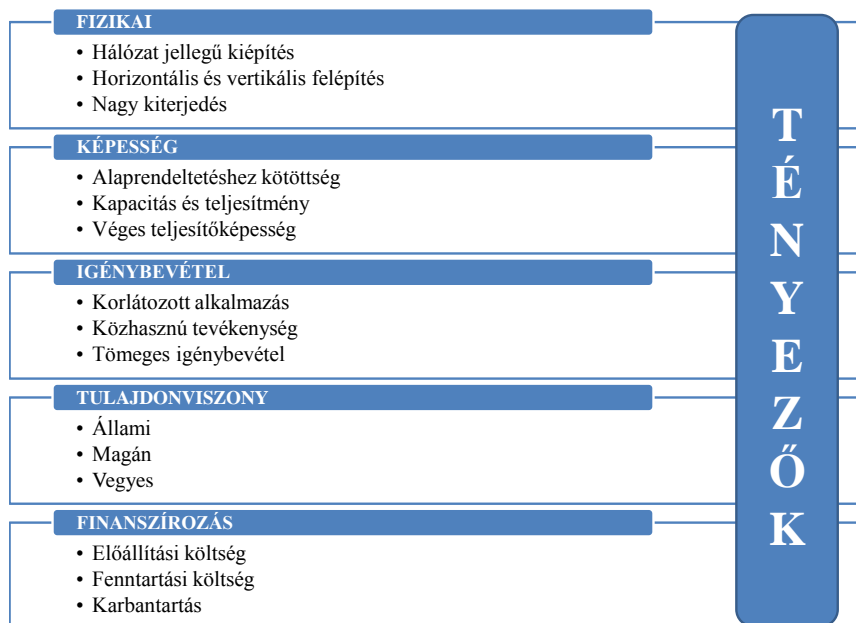 FIZIKAI
• Hálózat jellegű kiépítés
• Horizontális és vertikális felépítés
• Nagy kiterjedés
KÉPESSÉG
• Alaprendeltetéshez kötöttség
• Kapacitás és teljesítmény
• Véges teljesítőképesség
IGÉNYBEVÉTEL
• Korlátozott alkalmazás
• Közhasznú tevékenység
• Tömeges igénybevétel
TULAJDONVISZONY
• Állami
• Magán
• Vegyes
FINANSZÍROZÁS
• Előállítási költség
• Fenntartási költség
• Karbantartás
TÉNYEZŐK